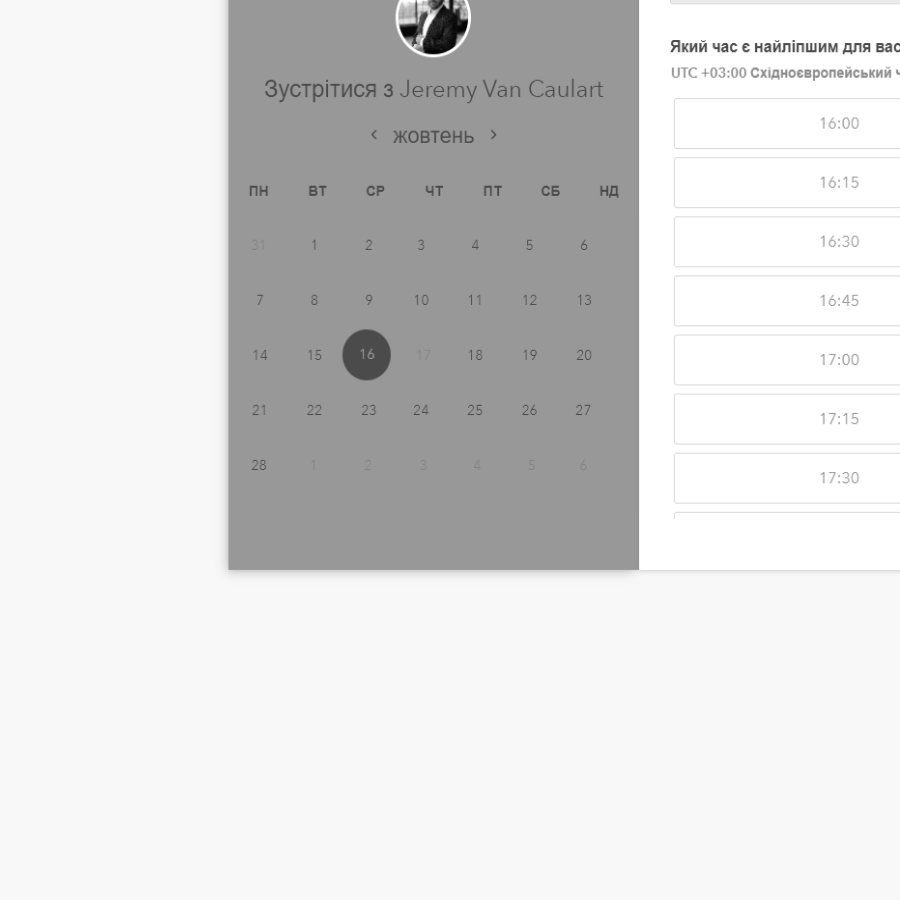 Зустрітися з Jeremy Van Caulart
жовтень
ПН ВТ СР ЧТ ПТ СБ НД
31 1 2 3 4 5 6
7 8 9 10 11 12 13
14 15 16 17 18 19 20
21 22 23 24 25 26 27
28 1 2 3 4 5 6
Який час є найліпшим для вас
UTC +03:00 Східноєвропейський
16:00
16:15
16:30
16:45
17:00
17:15
17:30